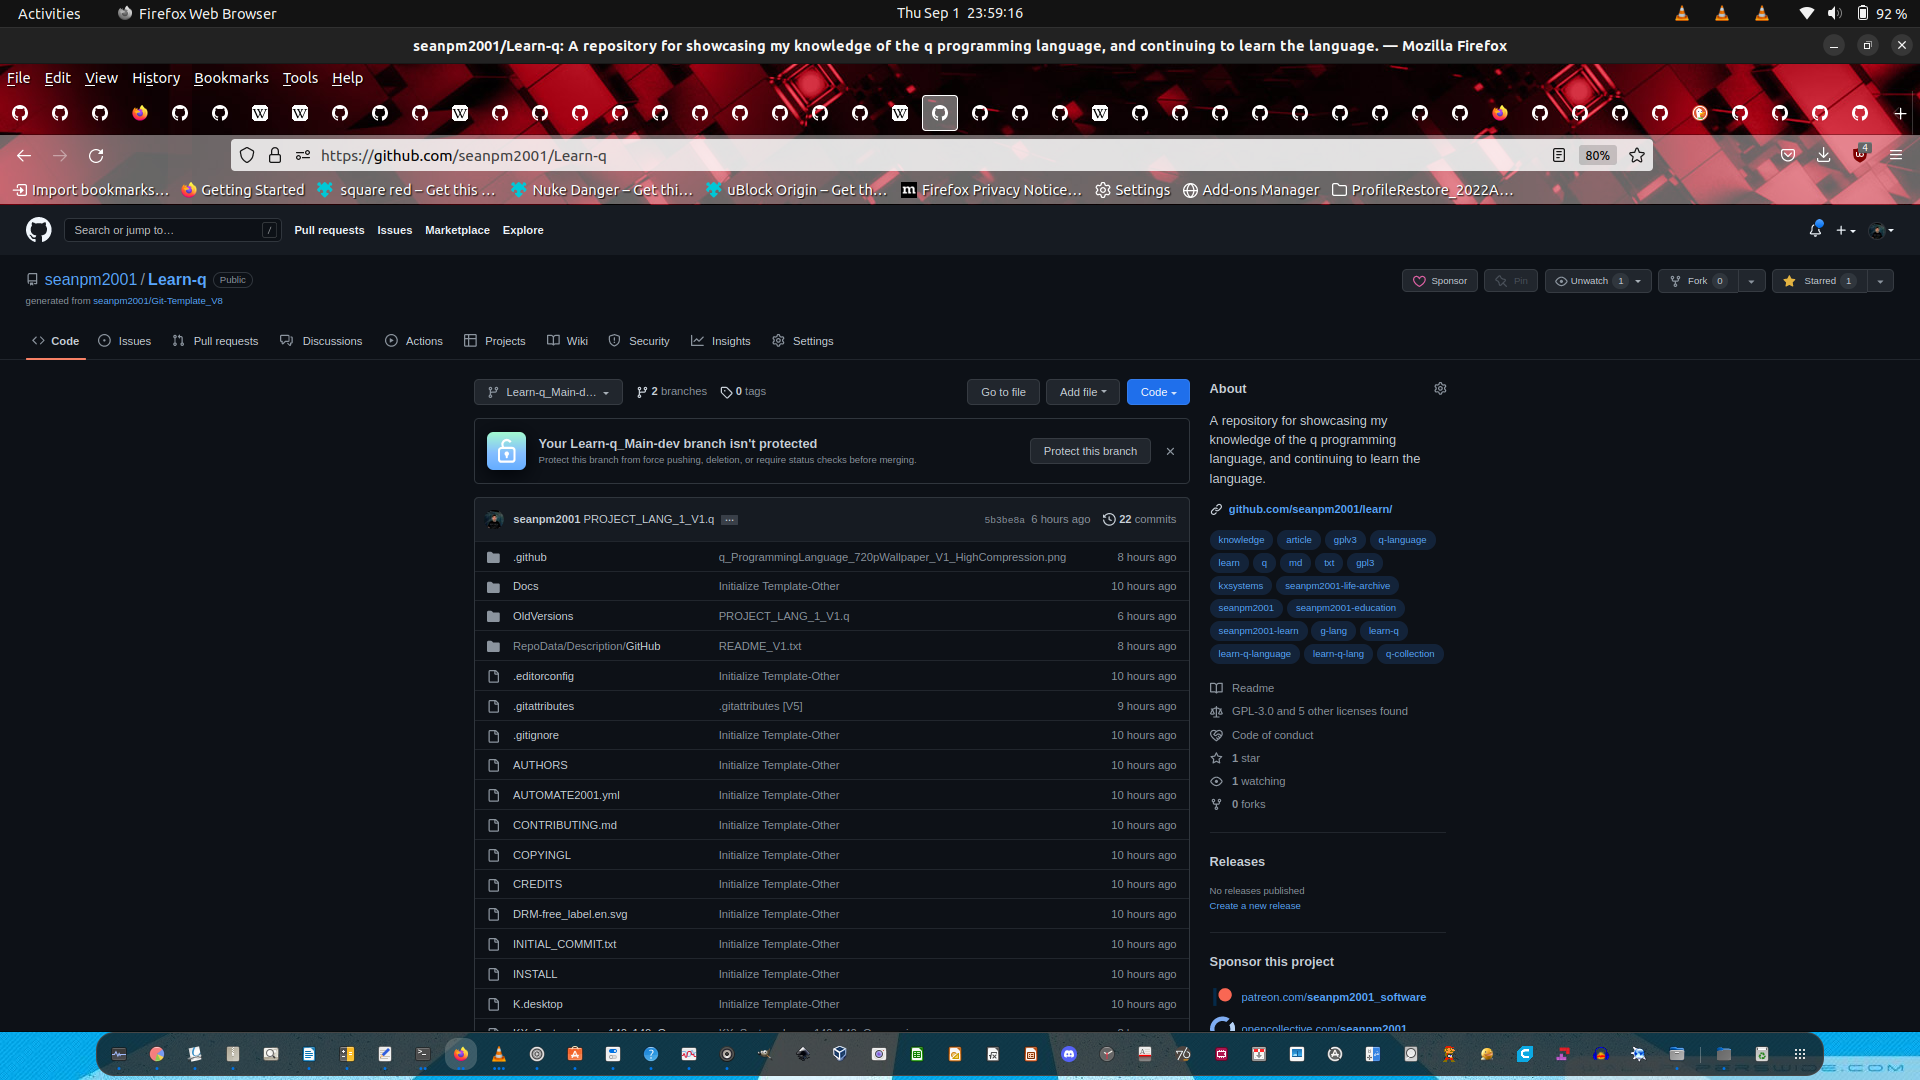 Activities Firefox Web Browser Thu Sep 1 23:59:16 92 %
seanpm2001/Learn-q: A repository for showcasing my knowledge of the q programming language, and continuing to learn the language. — Mozilla Firefox
File Edit View History Bookmarks Tools Help
https://github.com/seanpm2001/Learn-q 80% 4
Import bookmarks… Getting Started square red – Get this … Nuke Danger – Get thi… uBlock Origin – Get th… Firefox Privacy Notice… Settings Add-ons Manager ProfileRestore_2022A…
Search or jump to… / Pull requests Issues Marketplace Explore
seanpm2001 / Learn-q Public Sponsor Pin Unwatch 1 Fork 0 Starred 1
generated from seanpm2001/Git-Template_V8
Code Issues Pull requests Discussions Actions Projects Wiki Security Insights Settings
Learn-q_Main-d… 2 branches 0 tags Go to file Add file Code
Your Learn-q_Main-dev branch isn't protected
Protect this branch from force pushing, deletion, or require status checks before merging.
Protect this branch
seanpm2001 PROJECT_LANG_1_V1.q … 5b3be8a 6 hours ago 22 commits
.github q_ProgrammingLanguage_720pWallpaper_V1_HighCompression.png 8 hours ago
Docs Initialize Template-Other 10 hours ago
OldVersions PROJECT_LANG_1_V1.q 6 hours ago
RepoData/Description/GitHub README_V1.txt 8 hours ago
.editorconfig Initialize Template-Other 10 hours ago
.gitattributes .gitattributes [V5] 9 hours ago
.gitignore Initialize Template-Other 10 hours ago
AUTHORS Initialize Template-Other 10 hours ago
AUTOMATE2001.yml Initialize Template-Other 10 hours ago
CONTRIBUTING.md Initialize Template-Other 10 hours ago
COPYINGL Initialize Template-Other 10 hours ago
CREDITS Initialize Template-Other 10 hours ago
DRM-free_label.en.svg Initialize Template-Other 10 hours ago
INITIAL_COMMIT.txt Initialize Template-Other 10 hours ago
INSTALL Initialize Template-Other 10 hours ago
K.desktop Initialize Template-Other 10 hours ago
About
A repository for showcasing my
knowledge of the q programming
language, and continuing to learn the
language.
github.com/seanpm2001/learn/
knowledge article gplv3 q-language
learn q md txt gpl3
kxsystems seanpm2001-life-archive
seanpm2001 seanpm2001-education
seanpm2001-learn g-lang learn-q
learn-q-language learn-q-lang q-collection
Readme
GPL-3.0 and 5 other licenses found
Code of conduct
1 star
1 watching
0 forks
Releases
No releases published
Create a new release
Sponsor this project
patreon.com/seanpm2001_software
opencollective.com/seanpm2001